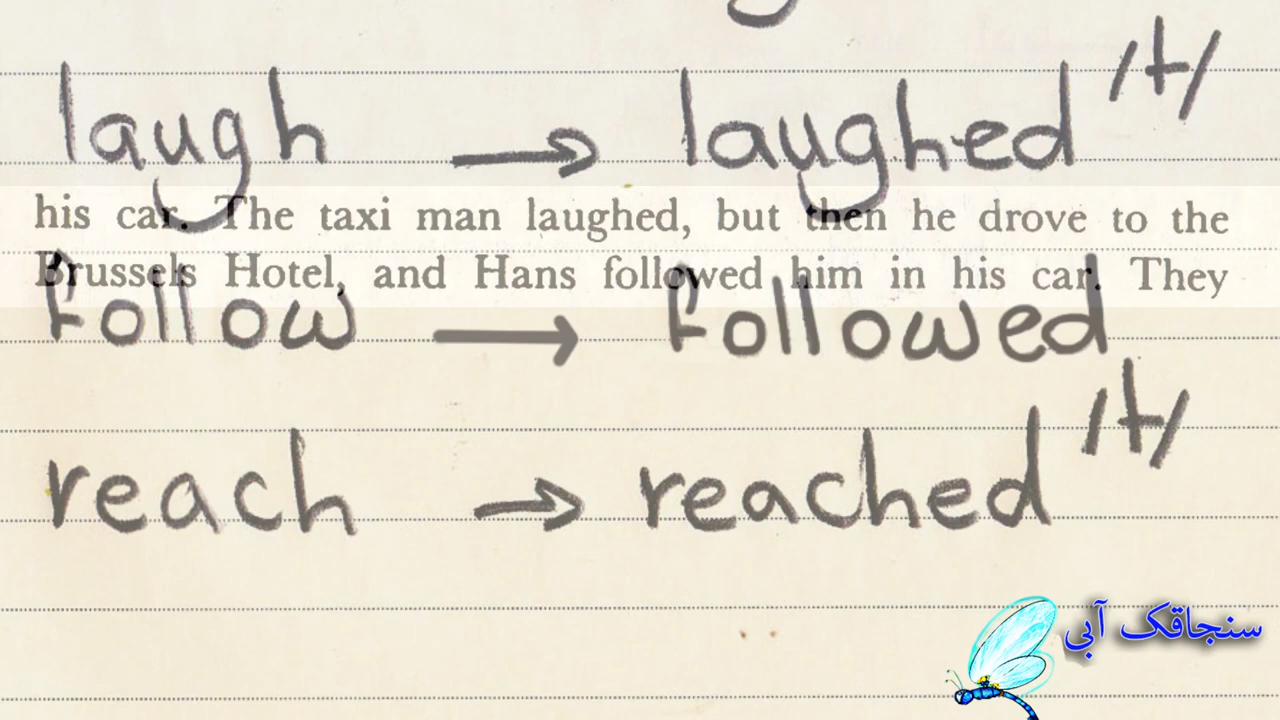 laugh → laughed /t/
his car. The taxi man laughed, but then he drove to the
Brussels Hotel, and Hans followed him in his car. They
follow → followed
reach → reached /t/
سنجاقک آبی